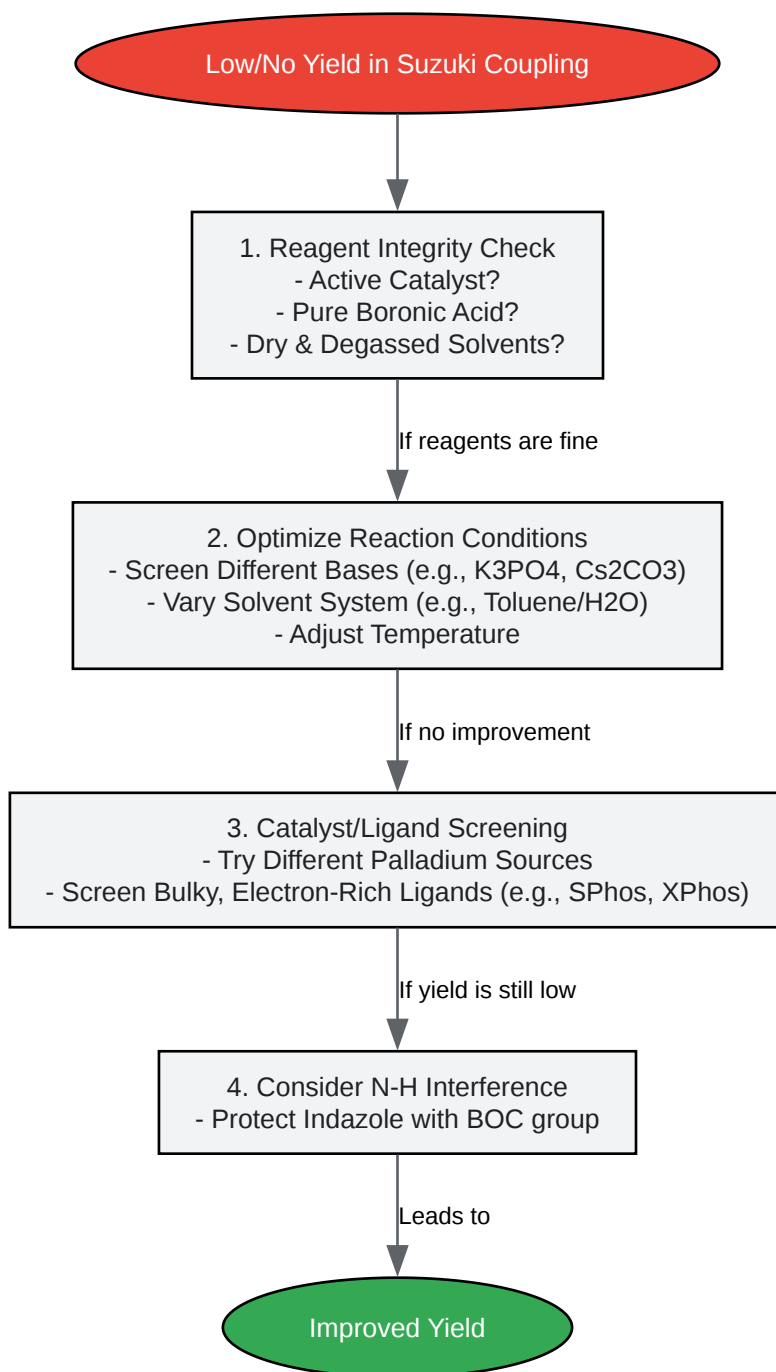 Low/No Yield in Suzuki Coupling
1. Reagent Integrity Check
- Active Catalyst?
- Pure Boronic Acid?
- Dry & Degassed Solvents?
If reagents are fine
2. Optimize Reaction Conditions
- Screen Different Bases (e.g., K3PO4, Cs2CO3)
- Vary Solvent System (e.g., Toluene/H2O)
- Adjust Temperature
If no improvement
3. Catalyst/Ligand Screening
- Try Different Palladium Sources
- Screen Bulky, Electron-Rich Ligands (e.g., SPhos, XPhos)
If yield is still low
4. Consider N-H Interference
- Protect Indazole with BOC group
Leads to
Improved Yield